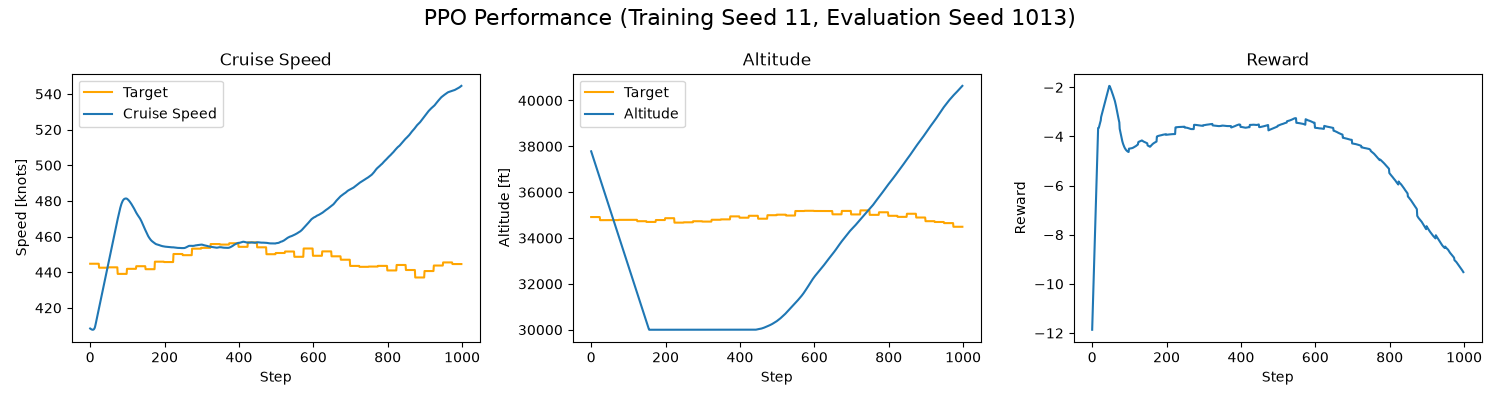 PPO Performance (Training Seed 11, Evaluation Seed 1013)
Cruise Speed
Target
Cruise Speed
Speed [knots]
540
520
500
480
460
440
420
0 200 400 600 800 1000
Step
Altitude
Target
Altitude
Altitude [ft]
40000
38000
36000
34000
32000
30000
0 200 400 600 800 1000
Step
Reward
Reward
−2
−4
−6
−8
−10
−12
0 200 400 600 800 1000
Step